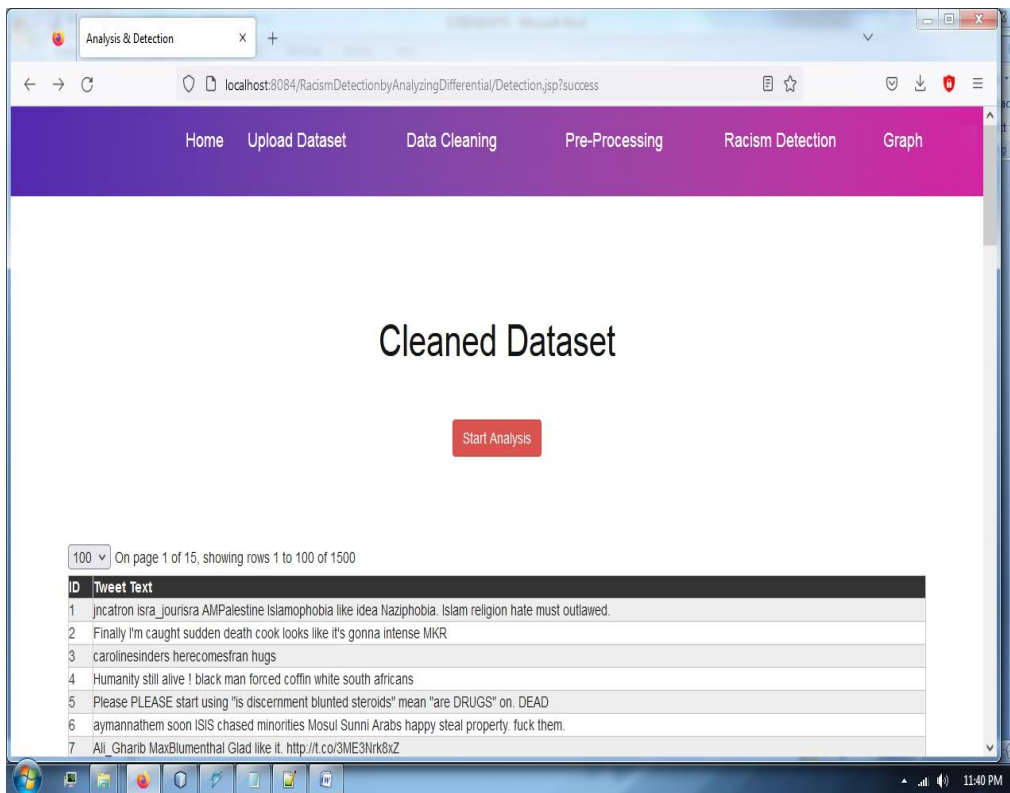 Analysis & Detection
localhost:8084/RacismDetectionbyAnalyzingDifferential/Detection.jsp?success
Home Upload Dataset Data Cleaning Pre-Processing Racism Detection Graph
Cleaned Dataset
Start Analysis
100 On page 1 of 15, showing rows 1 to 100 of 1500
ID Tweet Text
1 jncatron isra_jourisra AMPalestine Islamophobia like idea Naziphobia. Islam religion hate must outlawed.
2 Finally I'm caught sudden death cook looks like it's gonna intense MKR
3 carolinesinders herecomesfran hugs
4 Humanity still alive ! black man forced coffin white south africans
5 Please PLEASE start using "is discernment blunted steroids" mean "are DRUGS" on. DEAD
6 aymannathem soon ISIS chased minorities Mosul Sunni Arabs happy steal property. fuck them.
7 Ali_Gharib MaxBlumenthal Glad like it. http://t.co/3ME3Nrk8xZ
11:40 PM